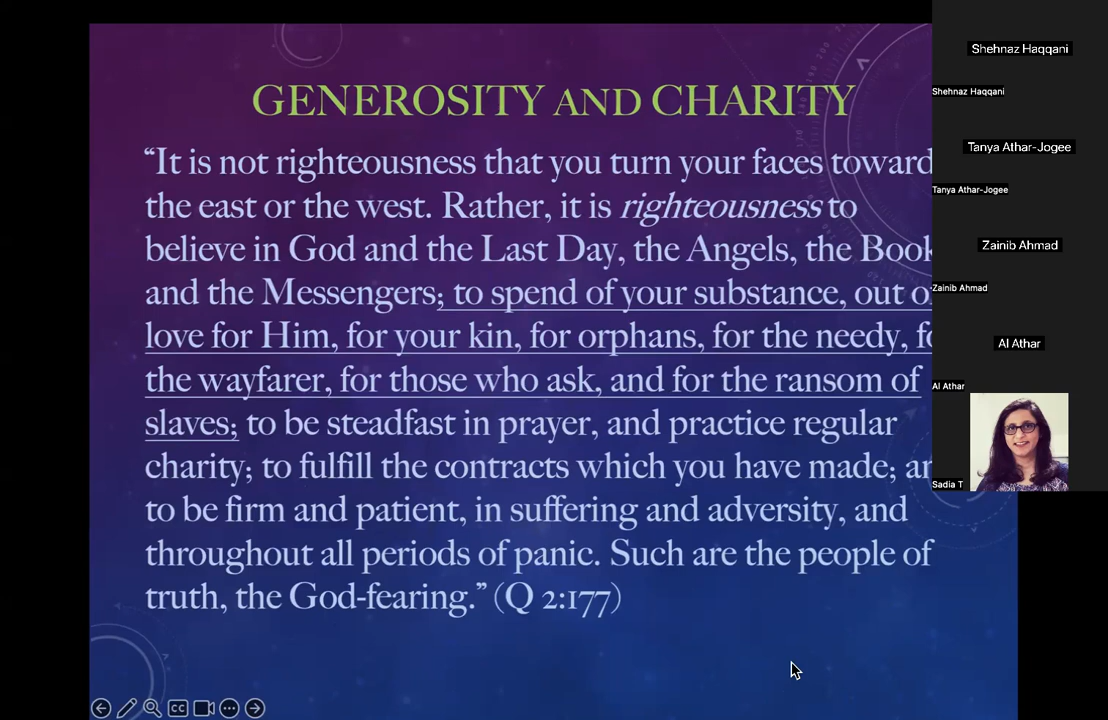 GENEROSITY AND CHARITY
“It is not righteousness that you turn your faces toward
the east or the west. Rather, it is righteousness to
believe in God and the Last Day, the Angels, the Book
and the Messengers; to spend of your substance, out
love for Him, for your kin, for orphans, for the needy,
the wayfarer, for those who ask, and for the ransom of
slaves; to be steadfast in prayer, and practice regular
charity; to fulfill the contracts which you have made;
to be firm and patient, in suffering and adversity, and
throughout all periods of panic. Such are the people of
truth, the God-fearing.” (Q 2:177)
CC
Shehnaz Haqqani
Shehnaz Haqqani
Tanya Athar-Jogee
Tanya Athar-Jogee
Zainib Ahmad
Zainib Ahmad
Al Athar
Al Athar
Sadia T